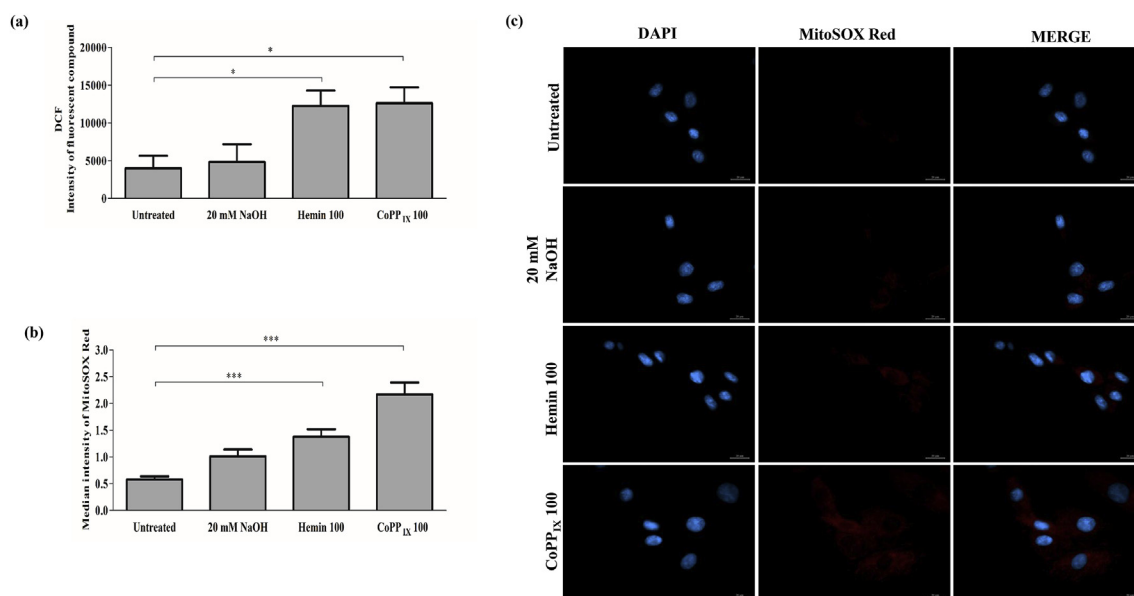 (a)
DCF
Intensity of fluorescent compound
20000
15000
10000
5000
0
*
*
Untreated
20 mM NaOH
Hemin 100
CoPP IX 100
(b)
Median intensity of MitoSOX Red
3.0
2.5
2.0
1.5
1.0
0.5
0.0
***
***
Untreated
20 mM NaOH
Hemin 100
CoPP IX 100
(c)
DAPI
MitoSOX Red
MERGE
Untreated
20 mM
NaOH
Hemin 100
CoPP IX 100